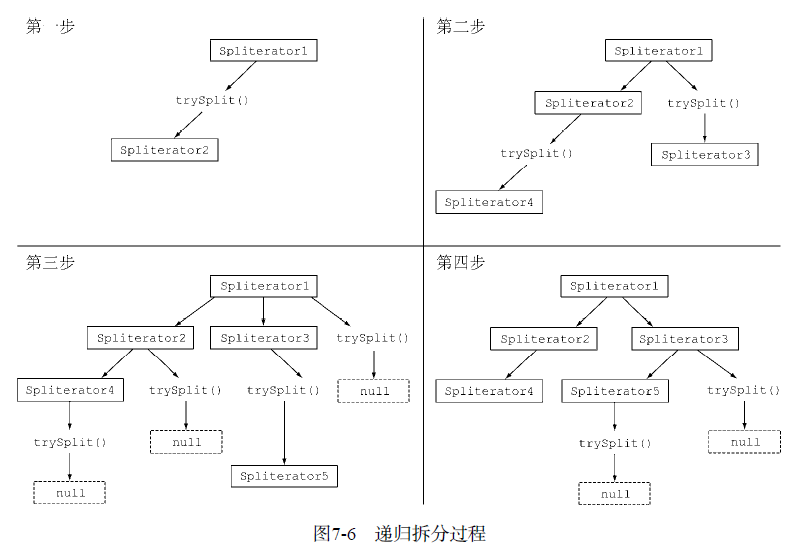 第一步
Spliterator1
trySplit()
Spliterator2
第二步
Spliterator1
Spliterator2 trySplit()
trySplit() Spliterator3
Spliterator4
第三步
Spliterator1
Spliterator2 Spliterator3 trySplit()
Spliterator4 trySplit() trySplit() null
trySplit() null
Spliterator5
null
第四步
Spliterator1
Spliterator2 Spliterator3
Spliterator4 Spliterator5 trySplit()
trySplit() null
null
图7-6 递归拆分过程